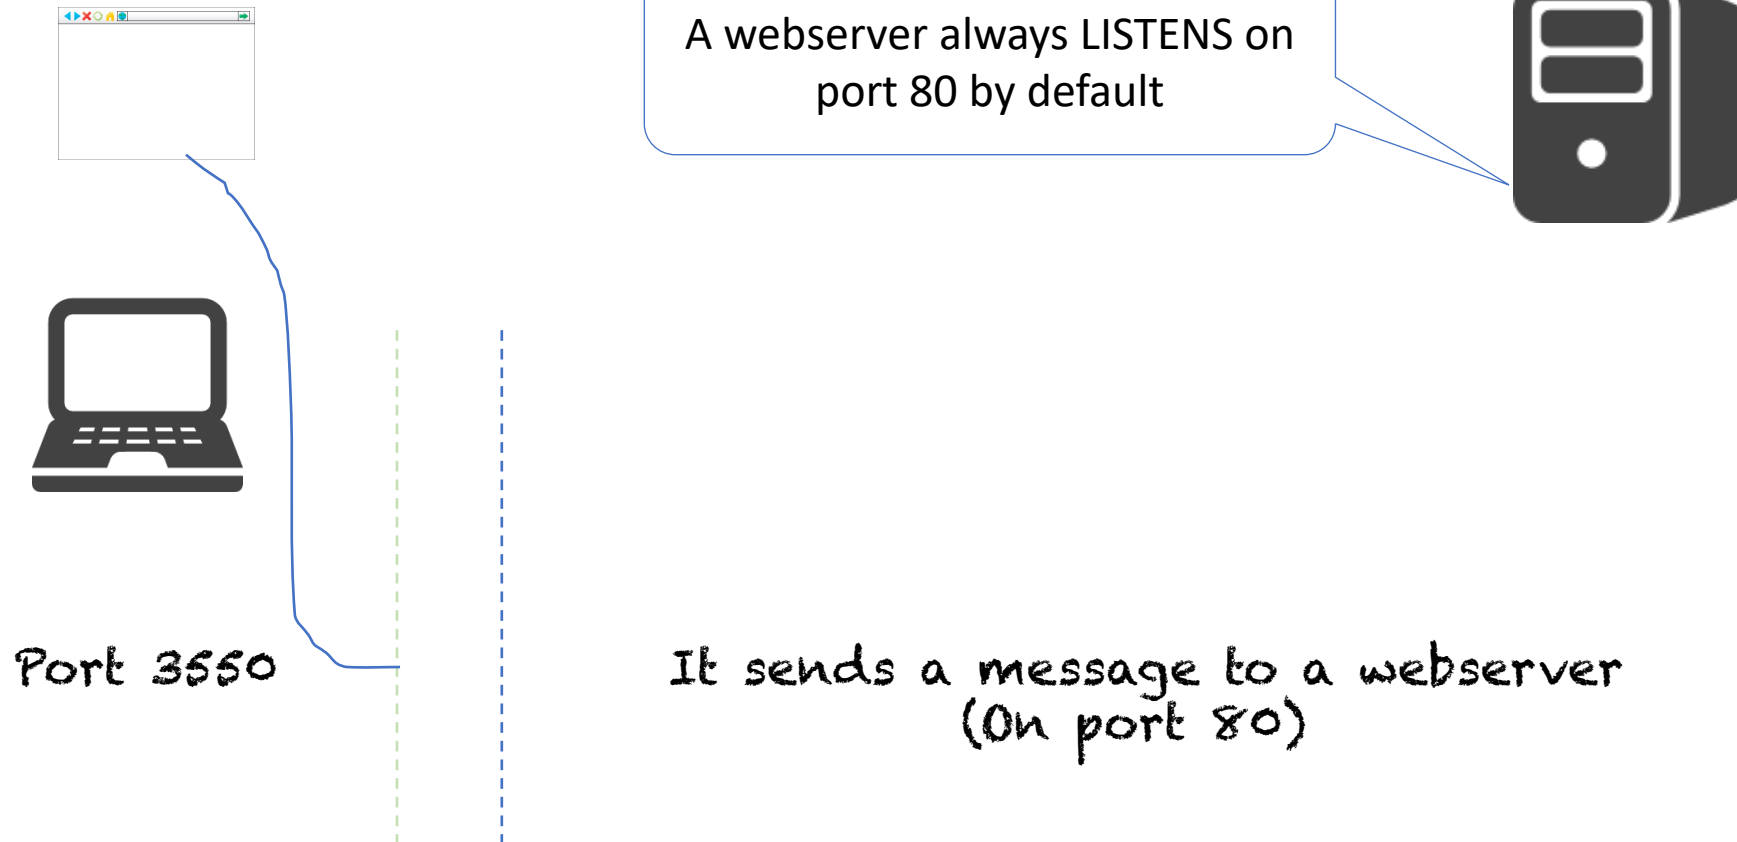 A webserver always LISTENS on
port 80 by default
Port 3550
It sends a message to a webserver
(On port 80)